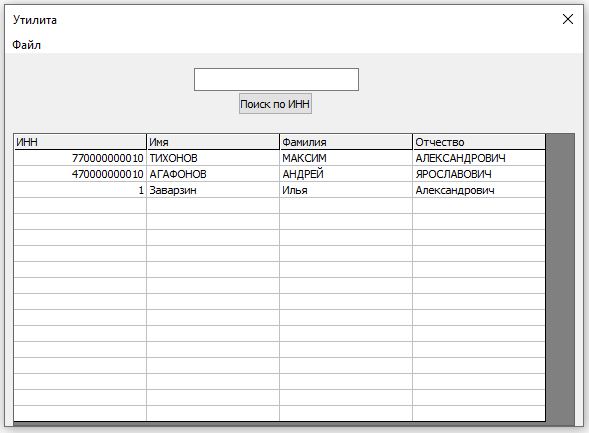 Утилита
Файл
Поиск по ИНН
ИНН Имя Фамилия Отчество
770000000010 ТИХОНОВ МАКСИМ АЛЕКСАНДРОВИЧ
470000000010 АГАФОНОВ АНДРЕЙ ЯРОСЛАВОВИЧ
1 Заварзин Илья Александрович